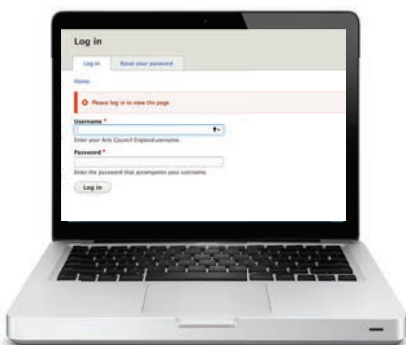 Log in
Log in Reset your password
Home
Please log in to view this page
Username *
Enter your Arts Council England username.
Password *
Enter the password that accompanies your username.
Log in